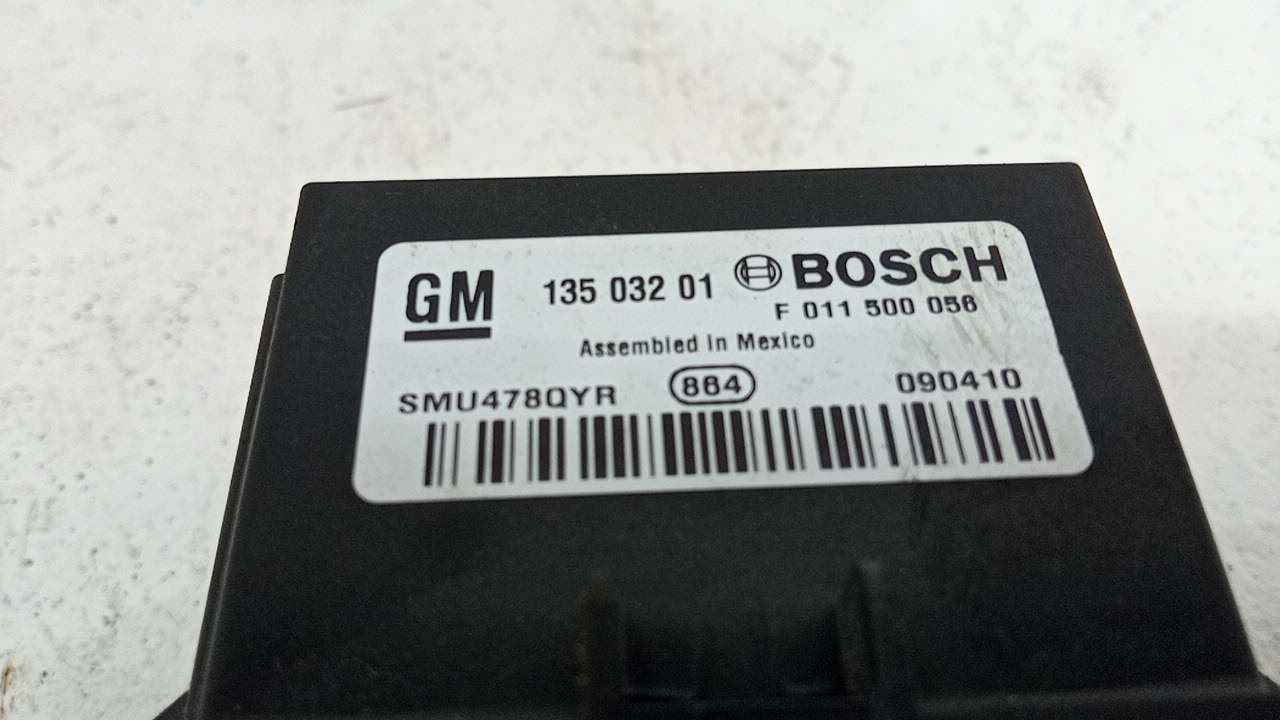 GM 135 032 01 BOSCH
F 011 500 056
Assembled in Mexico
SMU478QYR 864 090410